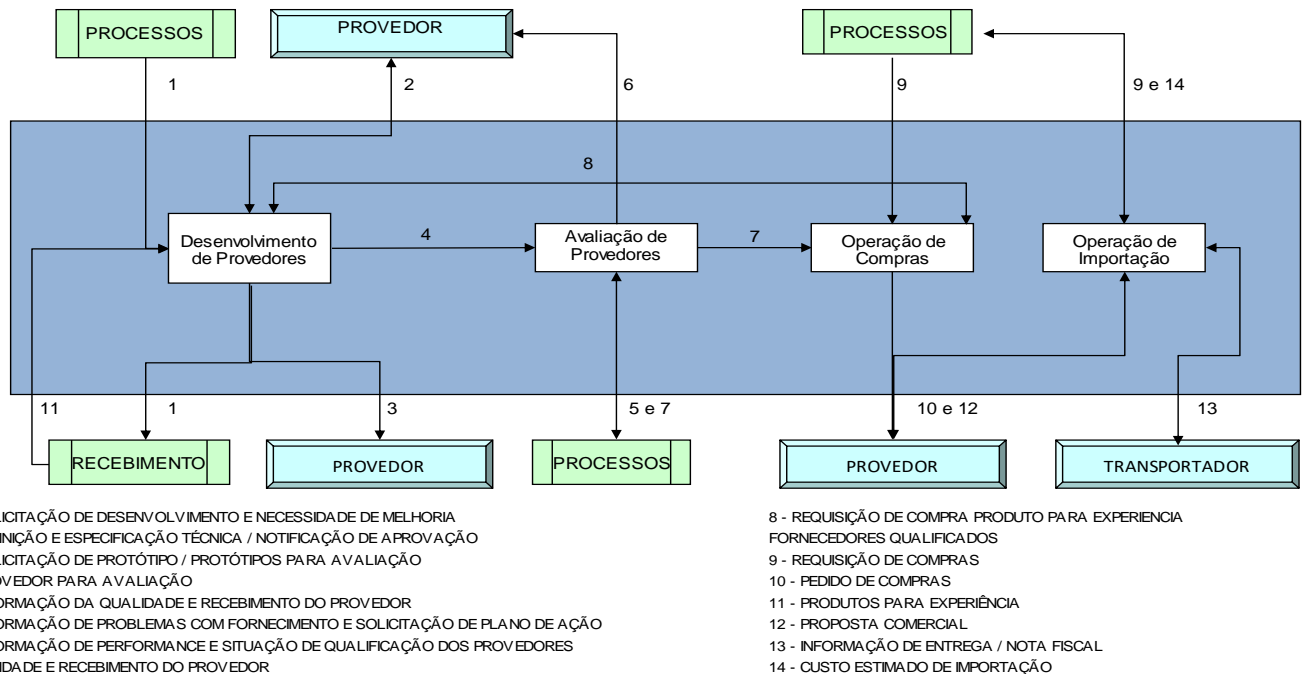 PROCESSOS
PROVEDOR
PROCESSOS
1
2
6
9
9 e 14
8
Desenvolvimento
de Provedores
4
Avaliação de
Provedores
7
Operação de
Compras
Operação de
Importação
11
1
3
5 e 7
10 e 12
13
RECEBIMENTO
PROVEDOR
PROCESSOS
PROVEDOR
TRANSPORTADOR
LICITAÇÃO DE DESENVOLVIMENTO E NECESSIDADE DE MELHORIA
INIÇÃO E ESPECIFICAÇÃO TÉCNICA / NOTIFICAÇÃO DE APROVAÇÃO
LICITAÇÃO DE PROTÓTIPO / PROTÓTIPOS PARA AVALIAÇÃO
OVEDOR PARA AVALIAÇÃO
ORMAÇÃO DA QUALIDADE E RECEBIMENTO DO PROVEDOR
ORMAÇÃO DE PROBLEMAS COM FORNECIMENTO E SOLICITAÇÃO DE PLANO DE AÇÃO
ORMAÇÃO DE PERFORMANCE E SITUAÇÃO DE QUALIFICAÇÃO DOS PROVEDORES
IDADE E RECEBIMENTO DO PROVEDOR
8 - REQUISIÇÃO DE COMPRA PRODUTO PARA EXPERIENCIA
FORNECEDORES QUALIFICADOS
9 - REQUISIÇÃO DE COMPRAS
10 - PEDIDO DE COMPRAS
11 - PRODUTOS PARA EXPERIÊNCIA
12 - PROPOSTA COMERCIAL
13 - INFORMAÇÃO DE ENTREGA / NOTA FISCAL
14 - CUSTO ESTIMADO DE IMPORTAÇÃO